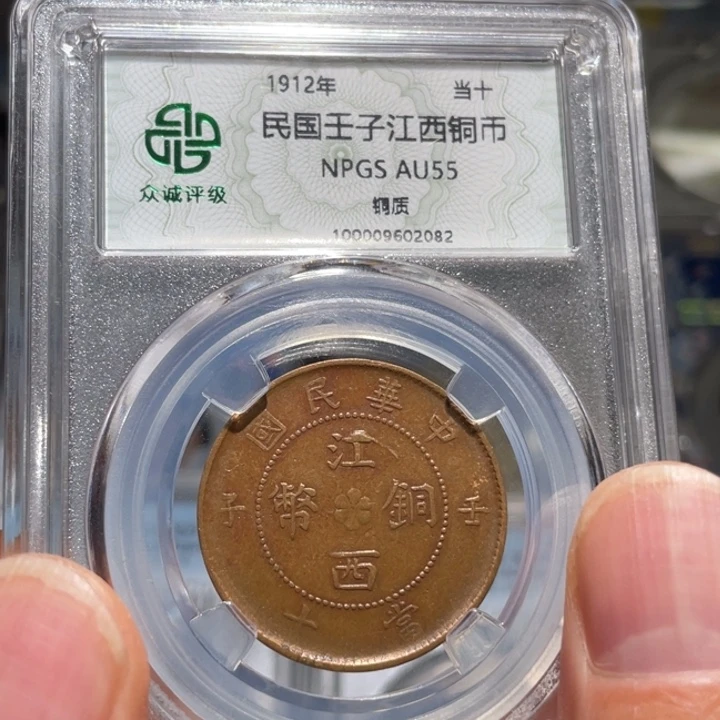 1912年 当十
民国壬子江西铜币
NPGS AU55
铜质
100009602082
众诚评级
中華民國
壬子
江西
銅幣
當十